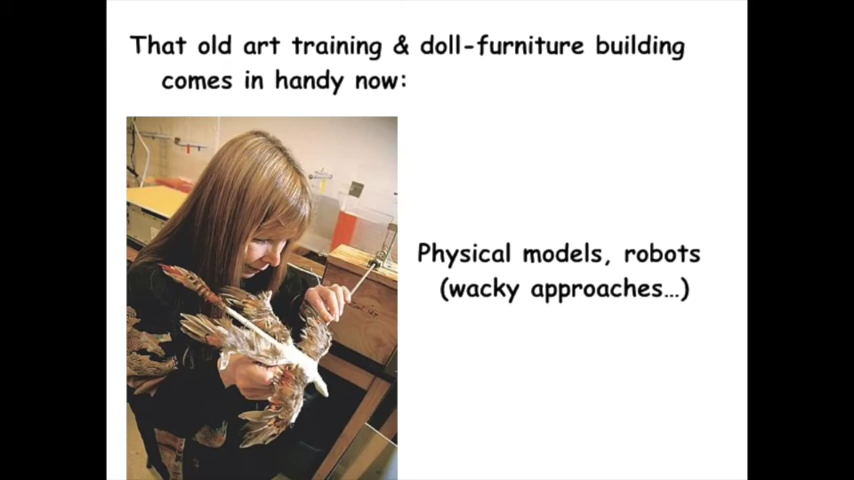 That old art training & doll-furniture building
comes in handy now:
Physical models, robots
(wacky approaches…)